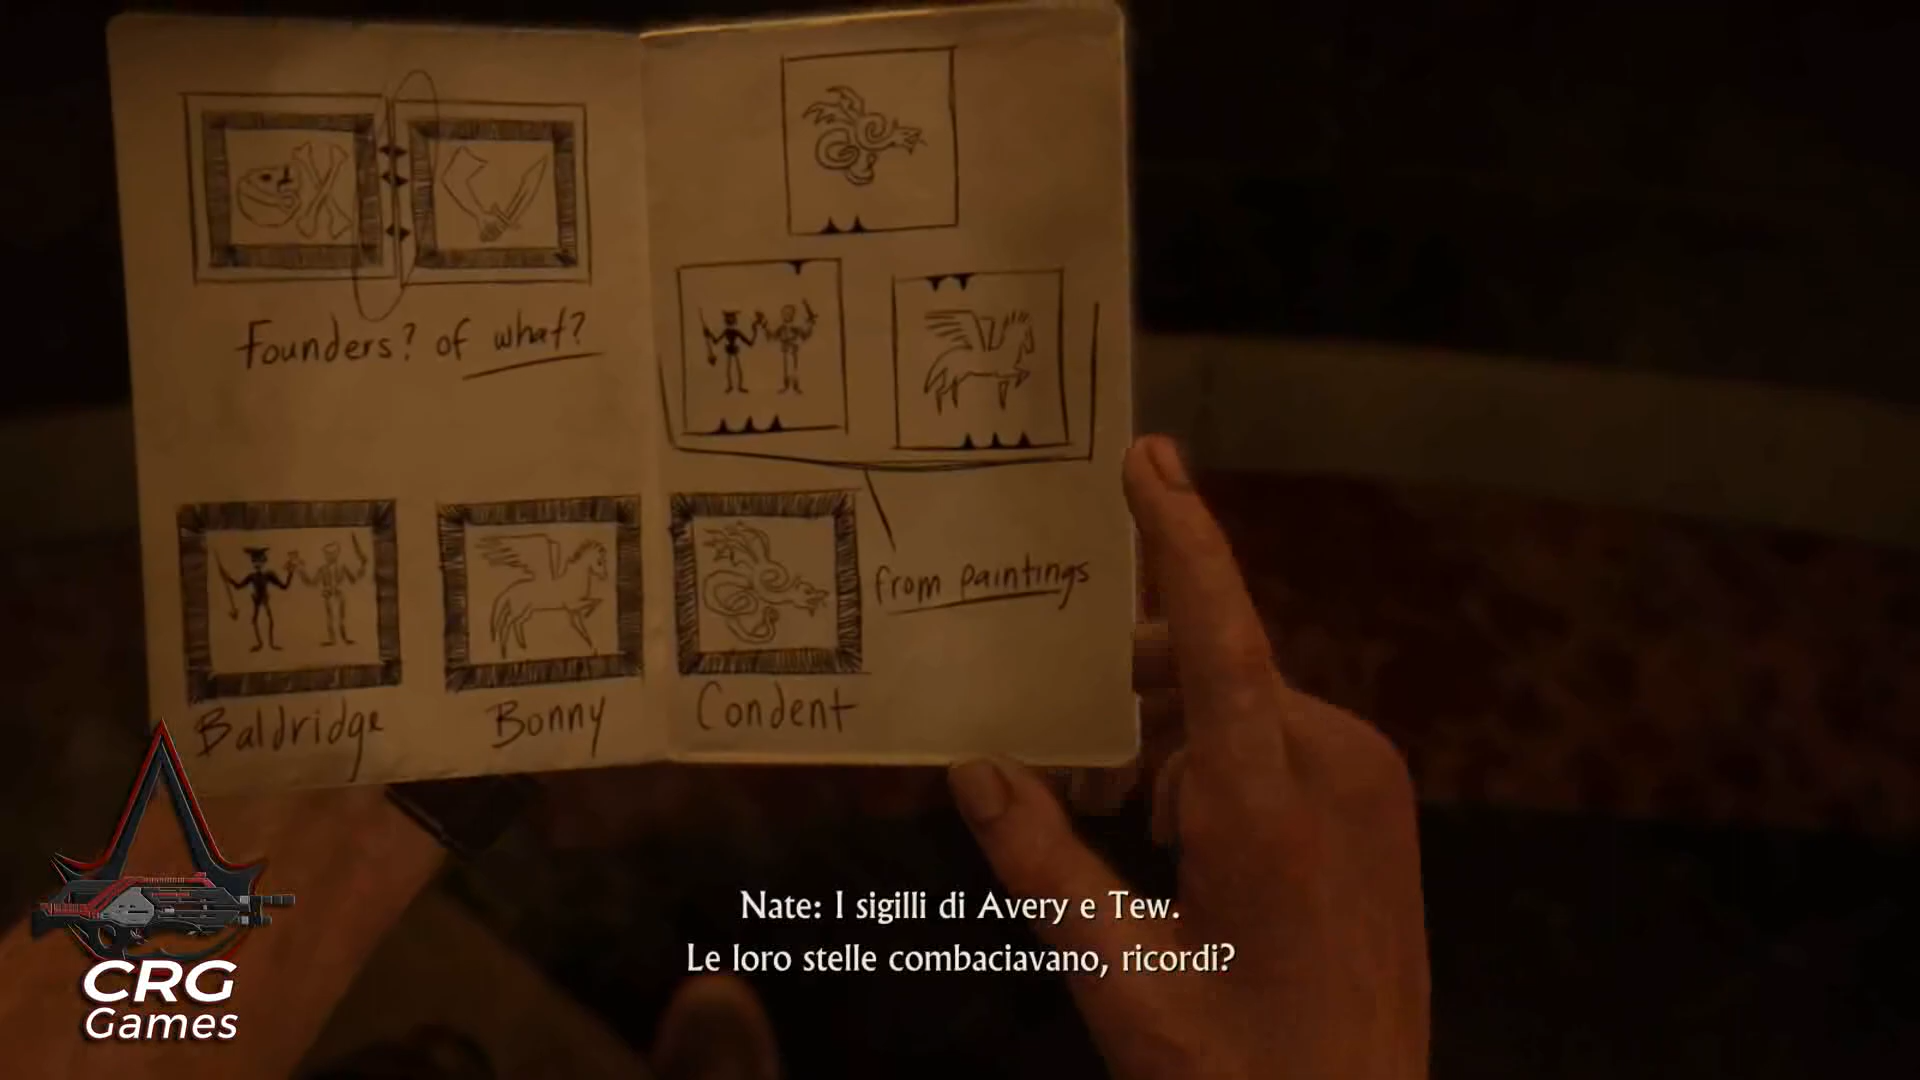 Founders? of what?
from paintings
Baldridge
Bonny
Condent
Nate: I sigilli di Avery e Tew.
Le loro stelle combaciavano, ricordi?
CRG
Games